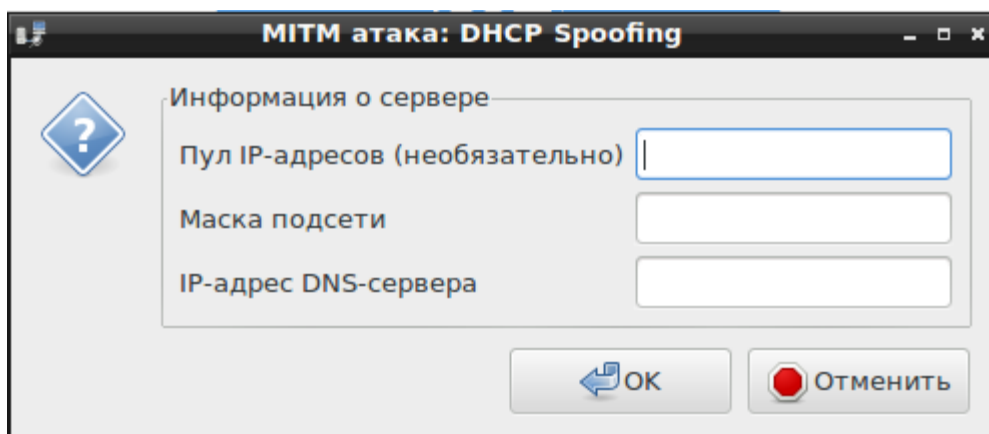 MITM атака: DHCP Spoofing
Информация о сервере
Пул IP-адресов (необязательно)
Маска подсети
IP-адрес DNS-сервера
OK
Отменить